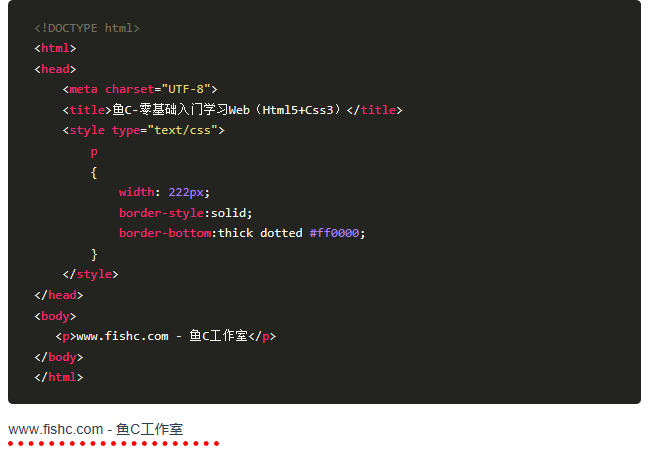 <!DOCTYPE html>
<html>
<head>
    <meta charset="UTF-8">
    <title>鱼C-零基础入门学习Web（Html5+Css3）</title>
    <style type="text/css">
        p
        {
            width: 222px;
            border-style:solid;
            border-bottom:thick dotted #ff0000;
        }
    </style>
</head>
<body>
   <p>www.fishc.com - 鱼C工作室</p>
</body>
</html>
www.fishc.com - 鱼C工作室